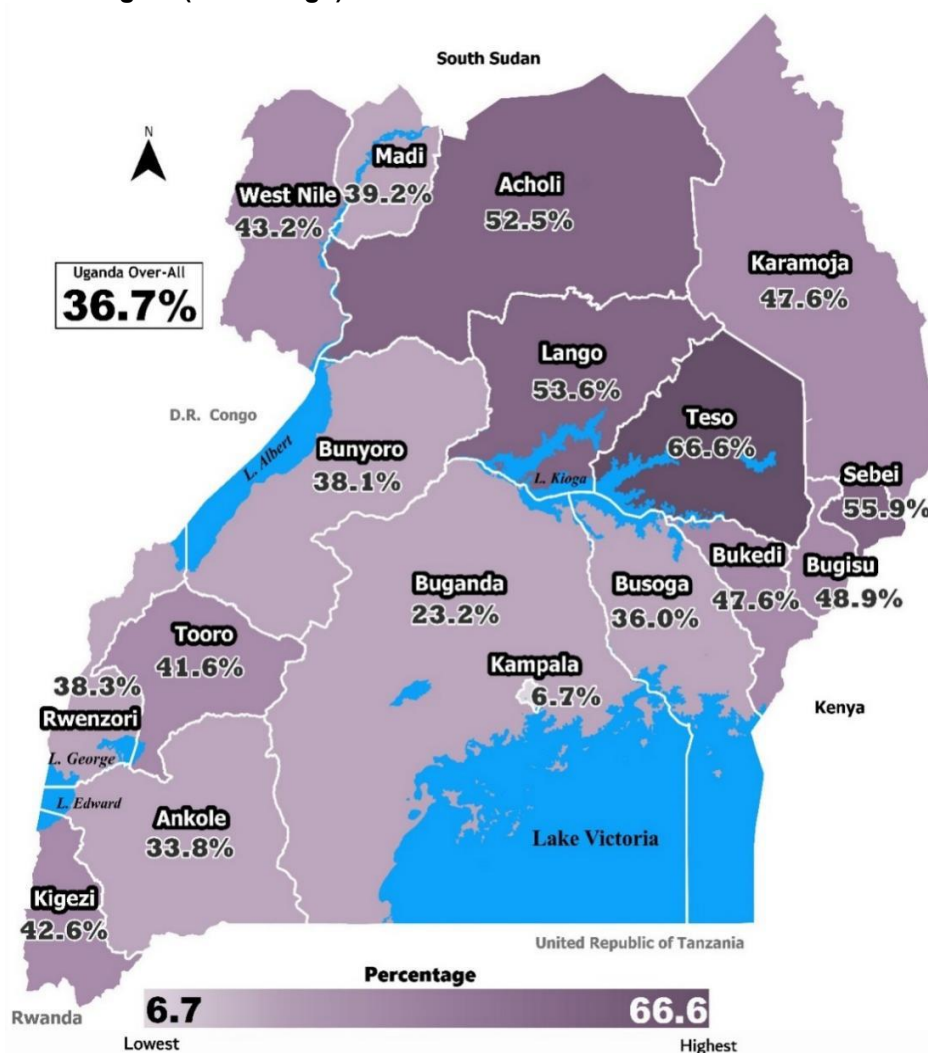 South Sudan
N
Madi
39.2%
West Nile
43.2%
Acholi
52.5%
Karamoja
47.6%
Uganda Over-All
36.7%
Lango
53.6%
Teso
66.6%
D.R. Congo
L. Albert
Bunyoro
38.1%
L. Kioga
Sebei
55.9%
Bukedi
47.6%
Bugisu
48.9%
Buganda
23.2%
Busoga
36.0%
Tooro
41.6%
Kampala
6.7%
38.3%
Rwenzori
Kenya
L. George
L. Edward
Ankole
33.8%
Lake Victoria
Kigezi
42.6%
United Republic of Tanzania
Percentage
6.7
66.6
Rwanda
Lowest
Highest